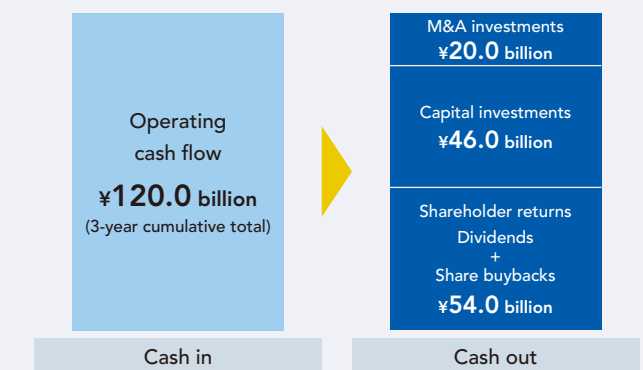 Operating
cash flow
¥120.0 billion
(3-year cumulative total)
Cash in
M&A investments
¥20.0 billion
Capital investments
¥46.0 billion
Shareholder returns
Dividends
+
Share buybacks
¥54.0 billion
Cash out